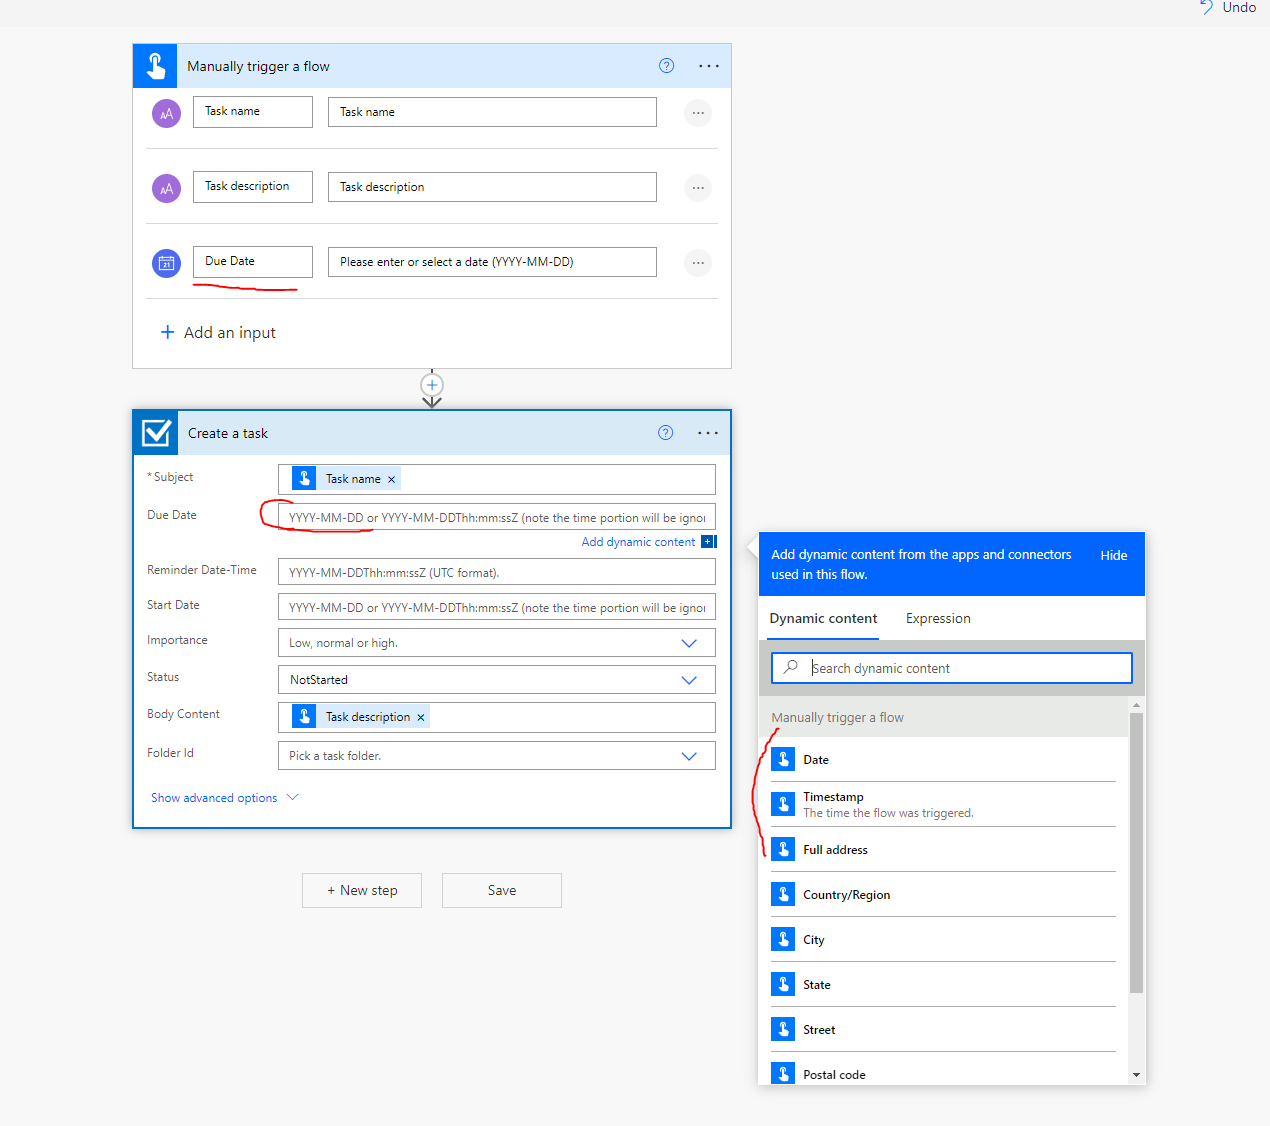 Undo
Manually trigger a flow
Task name Task name
Task description Task description
Due Date Please enter or select a date (YYYY-MM-DD)
+ Add an input
Create a task
* Subject Task name ×
Due Date YYYY-MM-DD or YYYY-MM-DDThh:mm:ssZ (note the time portion will be ignor
Add dynamic content
Reminder Date-Time YYYY-MM-DDThh:mm:ssZ (UTC format).
Start Date YYYY-MM-DD or YYYY-MM-DDThh:mm:ssZ (note the time portion will be ignor
Importance Low, normal or high.
Status NotStarted
Body Content Task description ×
Folder Id Pick a task folder.
Show advanced options
+ New step Save
Add dynamic content from the apps and connectors
used in this flow.
Hide
Dynamic content Expression
Search dynamic content
Manually trigger a flow
Date
Timestamp
The time the flow was triggered.
Full address
Country/Region
City
State
Street
Postal code